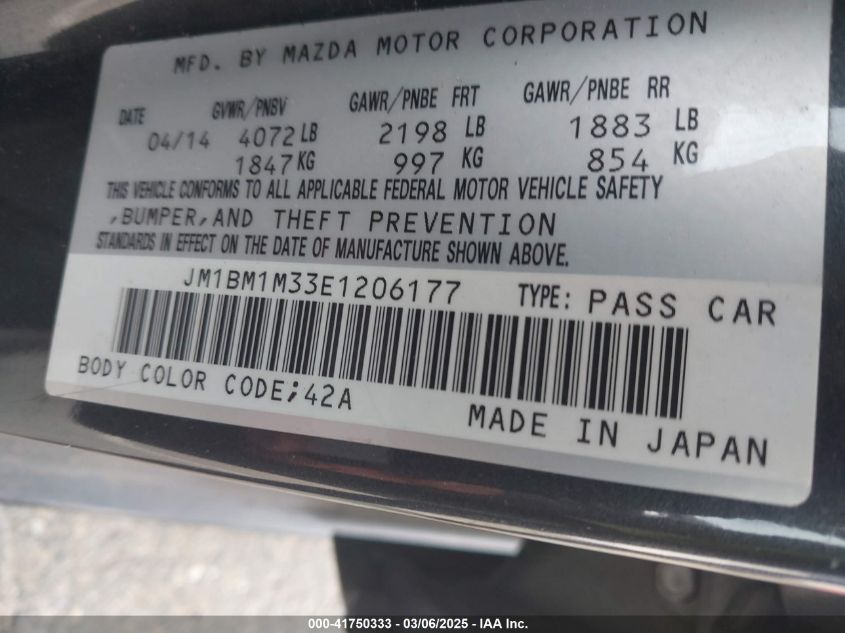 MFD. BY MAZDA MOTOR CORPORATION
DATE GVWR/PNBV GAWR/PNBE FRT GAWR/PNBE RR
04/14 4072 LB 2198 LB 1883 LB
1847 KG 997 KG 854 KG
THIS VEHICLE CONFORMS TO ALL APPLICABLE FEDERAL MOTOR VEHICLE SAFETY
,BUMPER,AND THEFT PREVENTION
STANDARDS IN EFFECT ON THE DATE OF MANUFACTURE SHOWN ABOVE.
JM1BM1M33E1206177 TYPE: PASS CAR
BODY COLOR CODE;42A
MADE IN JAPAN
000-41750333 - 03/06/2025 - IAA Inc.